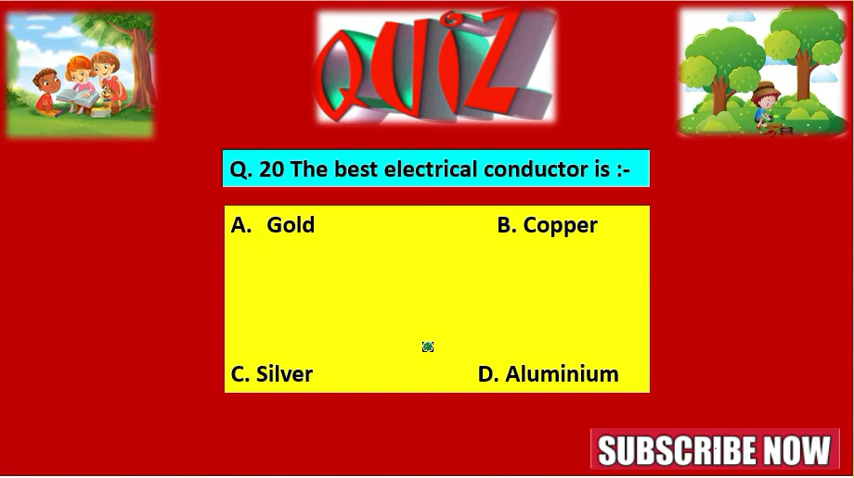 QUiZ
Q. 20 The best electrical conductor is :-
A. Gold B. Copper
C. Silver D. Aluminium
SUBSCRIBE NOW